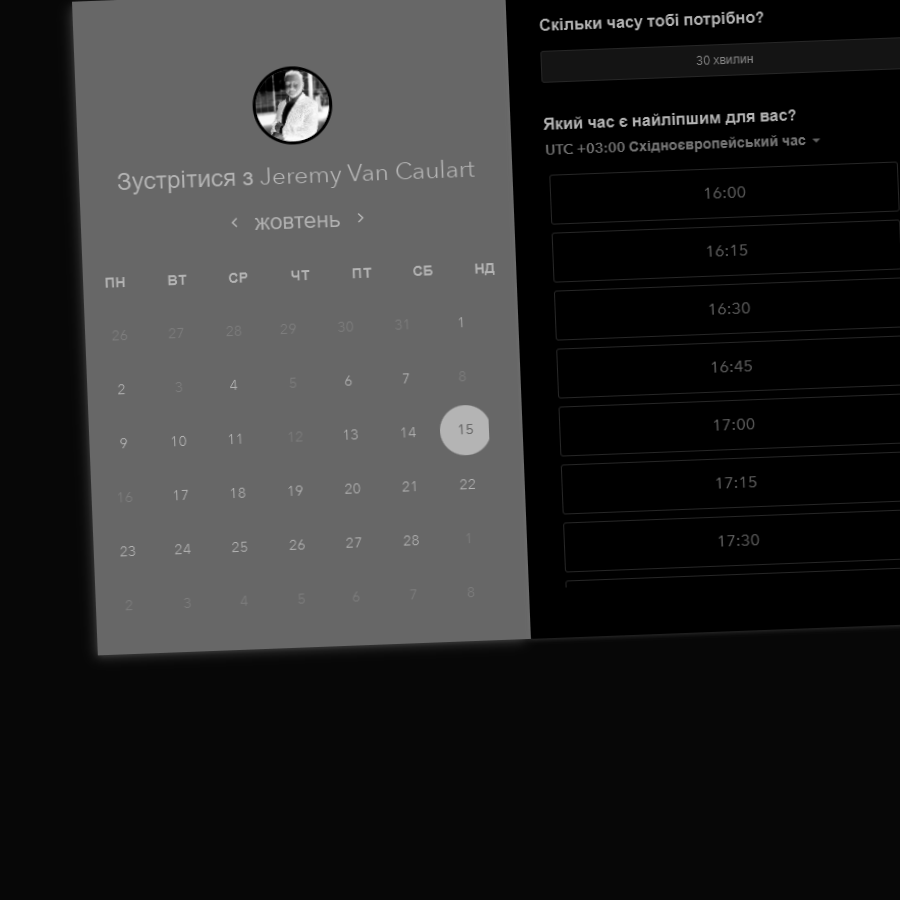 Зустрітися з Jeremy Van Caulart
‹ жовтень ›
ПН ВТ СР ЧТ ПТ СБ НД
26 27 28 29 30 31 1
2 3 4 5 6 7 8
9 10 11 12 13 14 15
16 17 18 19 20 21 22
23 24 25 26 27 28 1
2 3 4 5 6 7 8
Скільки часу тобі потрібно?
30 хвилин
Який час є найліпшим для вас?
UTC +03:00 Східноєвропейський час
16:00
16:15
16:30
16:45
17:00
17:15
17:30